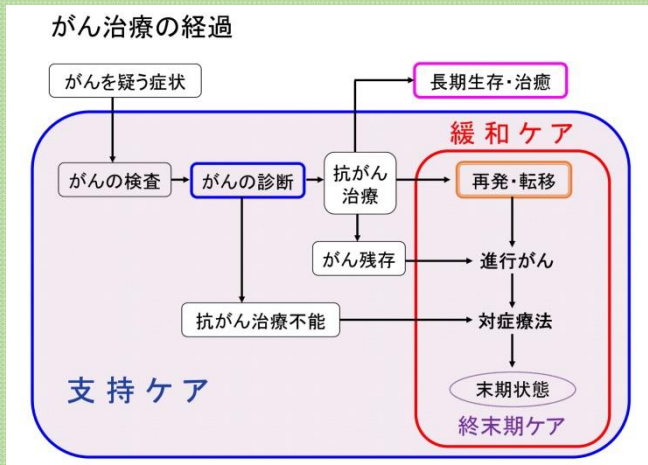 がん治療の経過
がんを疑う症状
長期生存・治癒
緩和ケア
がんの検査
がんの診断
抗がん
治療
再発・転移
がん残存
進行がん
抗がん治療不能
対症療法
支持ケア
末期状態
終末期ケア